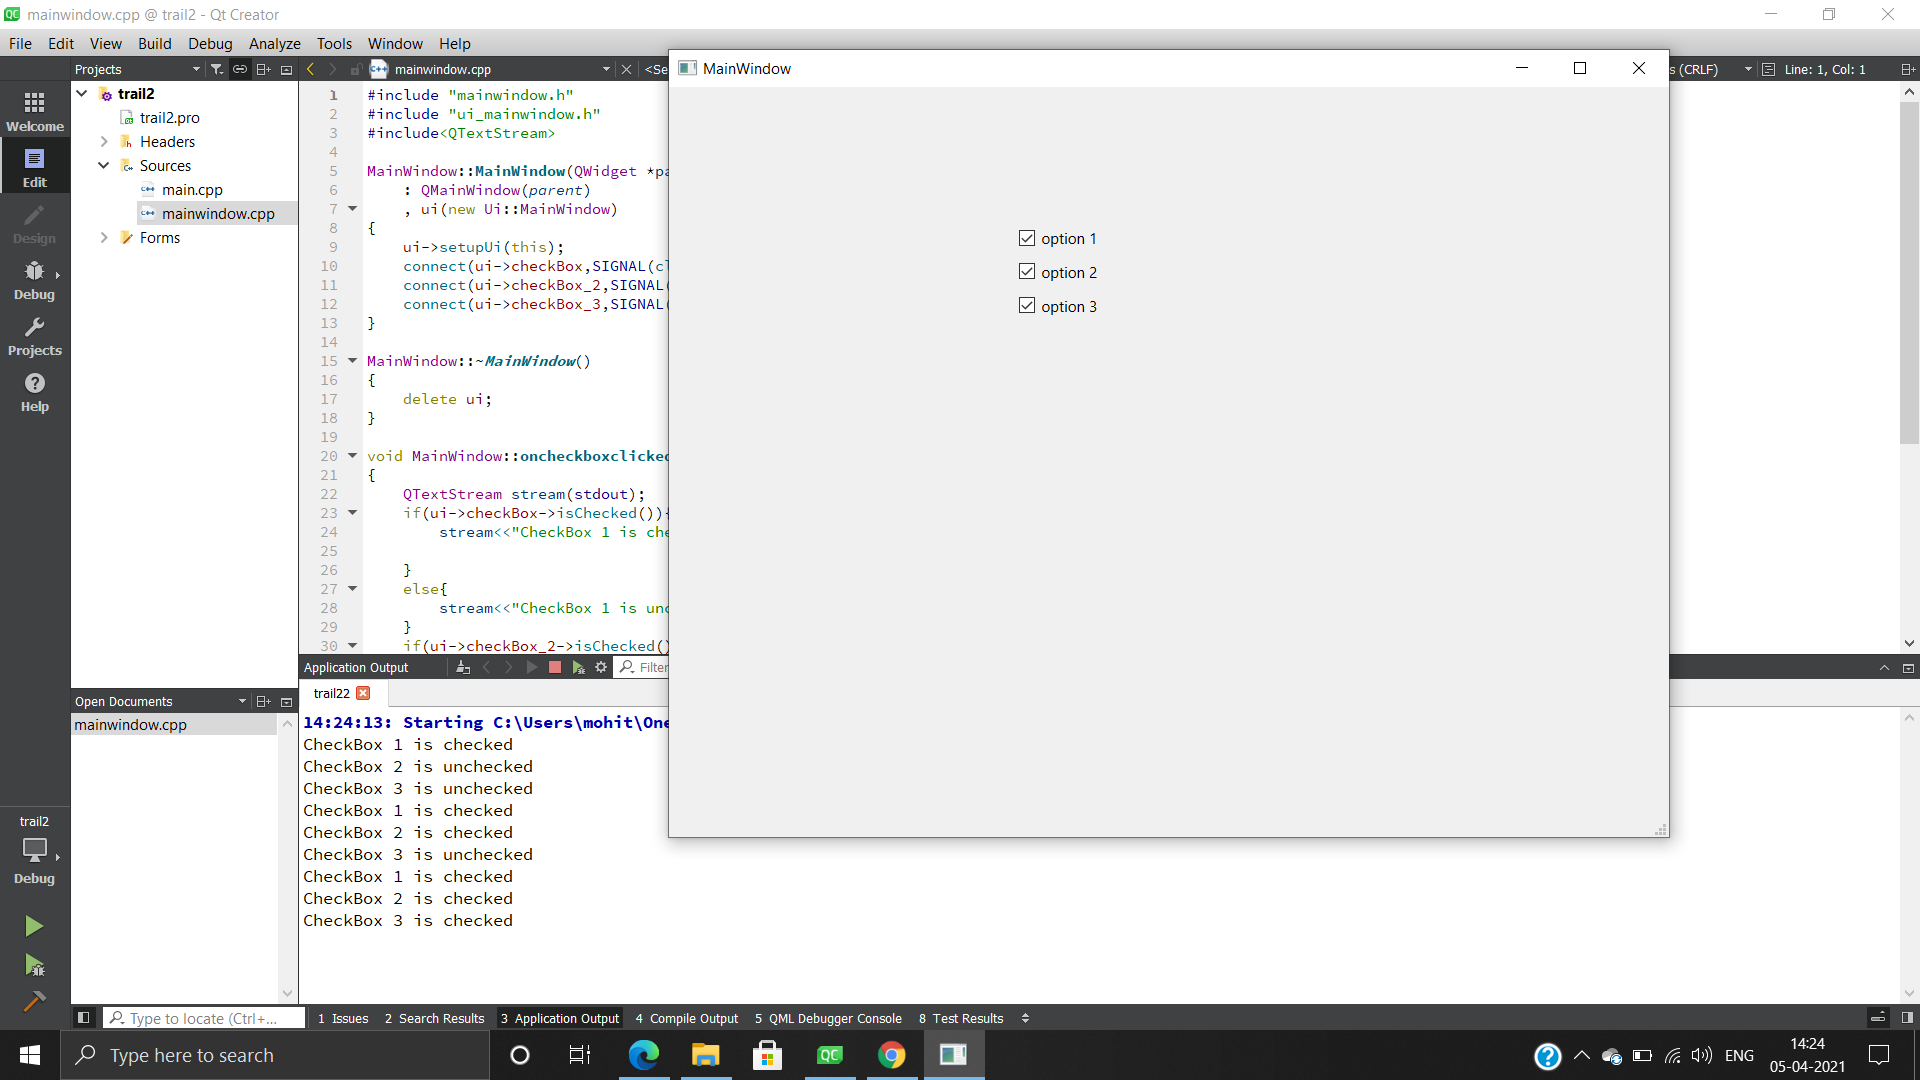 mainwindow.cpp @ trail2 - Qt Creator
File Edit View Build Debug Analyze Tools Window Help
Projects
mainwindow.cpp
<Se
MainWindow
s (CRLF)
Line: 1, Col: 1
Welcome
Edit
Design
Debug
Projects
Help
trail2
trail2.pro
Headers
Sources
main.cpp
mainwindow.cpp
Forms
1 #include "mainwindow.h"
2 #include "ui_mainwindow.h"
3 #include<QTextStream>
4
5 MainWindow::MainWindow(QWidget *pa
6 : QMainWindow(parent)
7 , ui(new Ui::MainWindow)
8 {
9 ui->setupUi(this);
10 connect(ui->checkBox,SIGNAL(cl
11 connect(ui->checkBox_2,SIGNAL(
12 connect(ui->checkBox_3,SIGNAL(
13 }
14
15 MainWindow::~MainWindow()
16 {
17 delete ui;
18 }
19
20 void MainWindow::oncheckboxclicked
21 {
22 QTextStream stream(stdout);
23 if(ui->checkBox->isChecked()){
24 stream<<"CheckBox 1 is che
25
26 }
27 else{
28 stream<<"CheckBox 1 is unc
29 }
30 if(ui->checkBox_2->isChecked()
option 1
option 2
option 3
Open Documents
mainwindow.cpp
Application Output
Filter
trail22
14:24:13: Starting C:\Users\mohit\One
CheckBox 1 is checked
CheckBox 2 is unchecked
CheckBox 3 is unchecked
CheckBox 1 is checked
CheckBox 2 is checked
CheckBox 3 is unchecked
CheckBox 1 is checked
CheckBox 2 is checked
CheckBox 3 is checked
trail2
Debug
Type to locate (Ctrl+...
1 Issues 2 Search Results 3 Application Output 4 Compile Output 5 QML Debugger Console 8 Test Results
Type here to search
ENG
14:24
05-04-2021